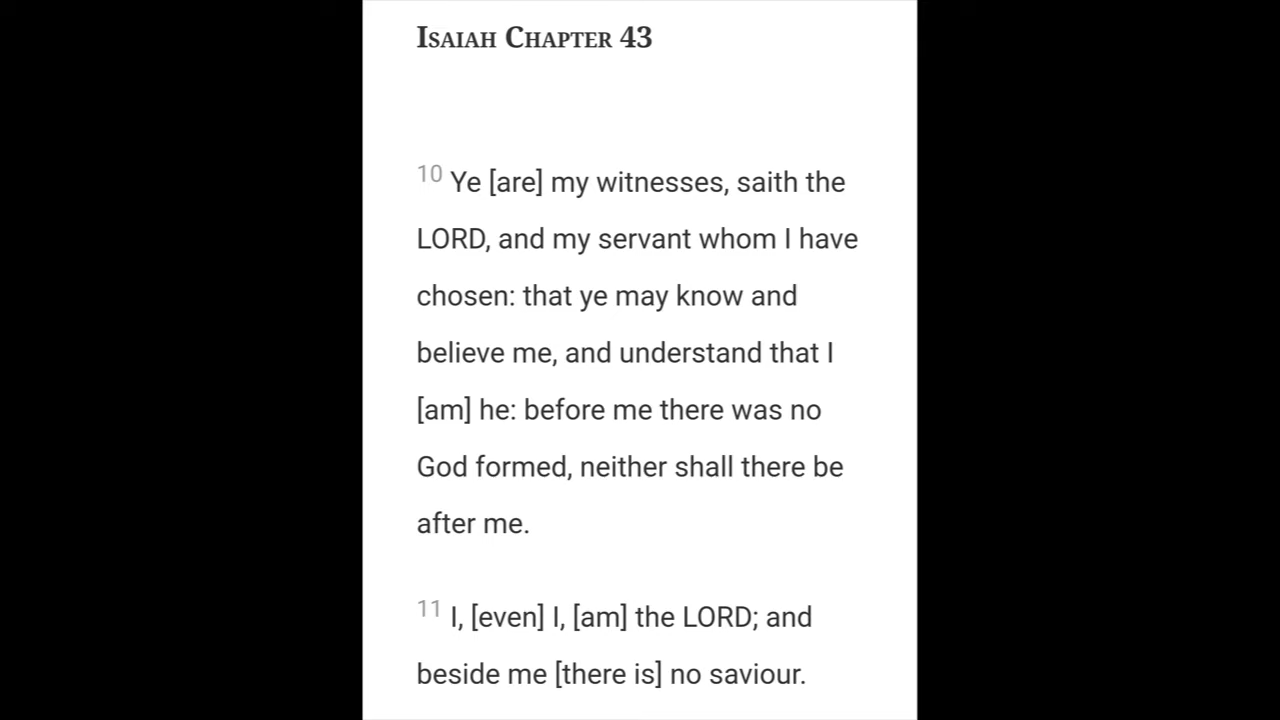 Isaiah Chapter 43
10 Ye [are] my witnesses, saith the
LORD, and my servant whom I have
chosen: that ye may know and
believe me, and understand that I
[am] he: before me there was no
God formed, neither shall there be
after me.
11 I, [even] I, [am] the LORD; and
beside me [there is] no saviour.